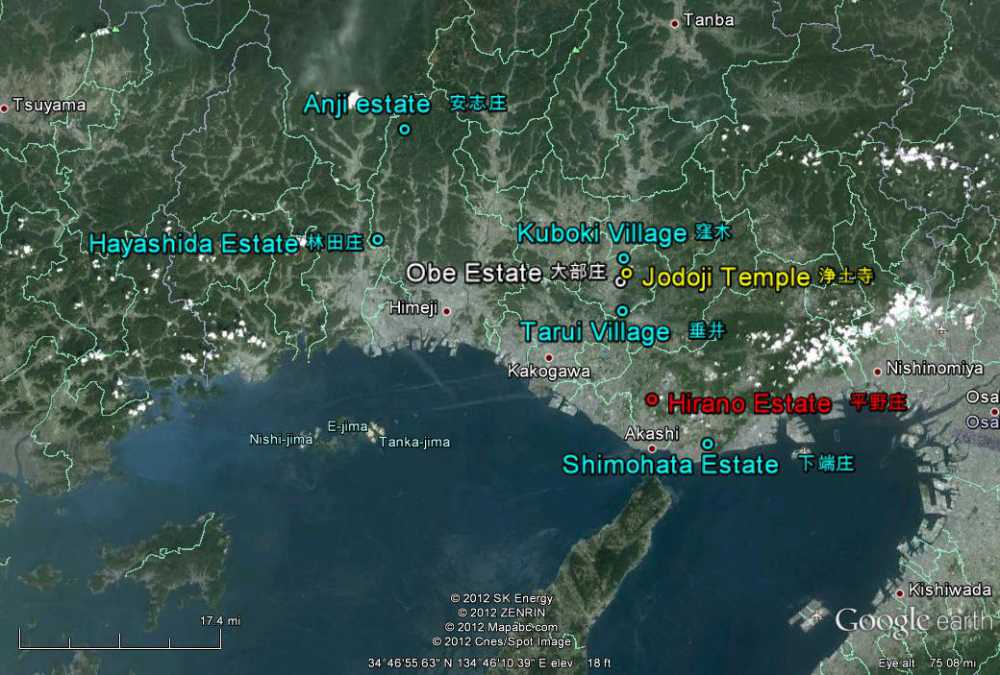 Tanba
Tsuyama
Anji estate 安志庄
Kuboki Village 窪木
Hayashida Estate 林田庄
Obe Estate 大部庄
Jodoji Temple 浄土寺
Himeji
Tarui Village 垂井
Kakogawa
Nishinomiya
Osa
Hirano Estate 平野庄
Osa
E-jima
Akashi
Nishi-jima
Tanka-jima
Shimohata Estate 下端庄
Kishiwada
© 2012 SK Energy
© 2012 ZENRIN
© 2012 Mapabc.com
© 2012 Cnes/Spot Image
17.4 mi
Google earth
34°46'55.63" N 134°46'10.39" E elev 18 ft
Eye alt 75.08 mi